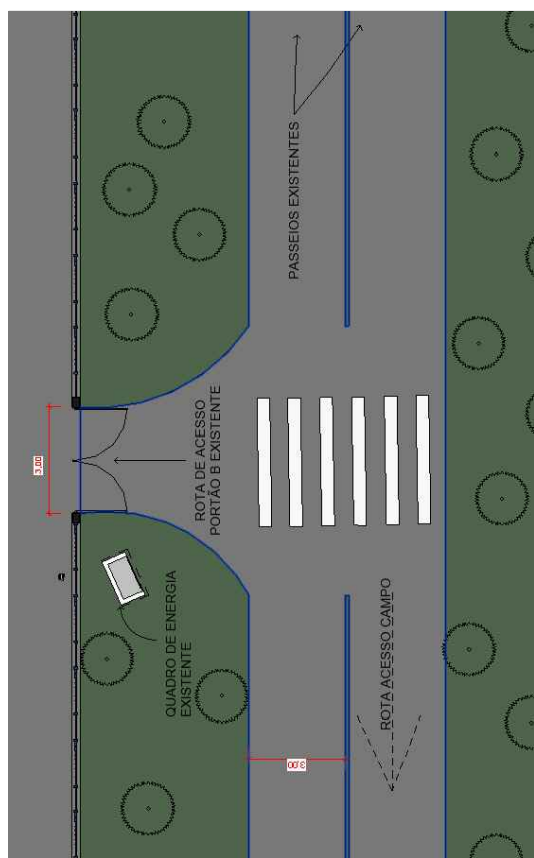 PASSEIOS EXISTENTES
ROTA DE ACESSO
PORTÃO B EXISTENTE
3,00
QUADRO DE ENERGIA
EXISTENTE
ROTA ACESSO CAMPO
3,00